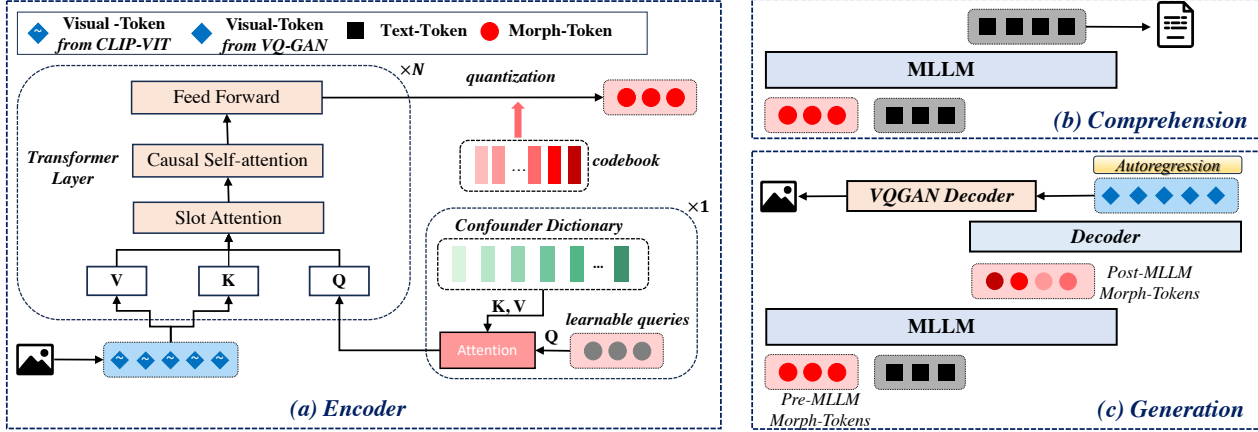 Visual -Token
from CLIP-VIT
Visual-Token
from VQ-GAN
Text-Token
Morph-Token
×N
quantization
Feed Forward
Transformer
Layer
Causal Self-attention
codebook
Slot Attention
×1
Confounder Dictionary
...
...
V
K
Q
K, V
learnable queries
Attention
Q
(a) Encoder
MLLM
(b) Comprehension
Autoregression
VQGAN Decoder
Decoder
Post-MLLM
Morph-Tokens
MLLM
Pre-MLLM
Morph-Tokens
(c) Generation